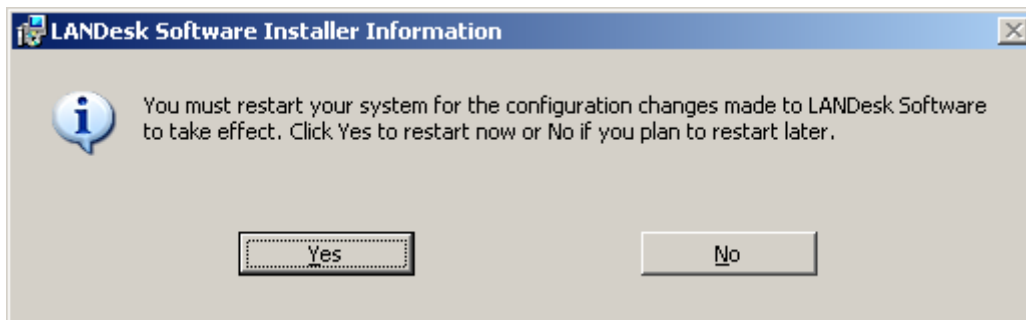 LANDesk Software Installer Information
You must restart your system for the configuration changes made to LANDesk Software
to take effect. Click Yes to restart now or No if you plan to restart later.
Yes
No